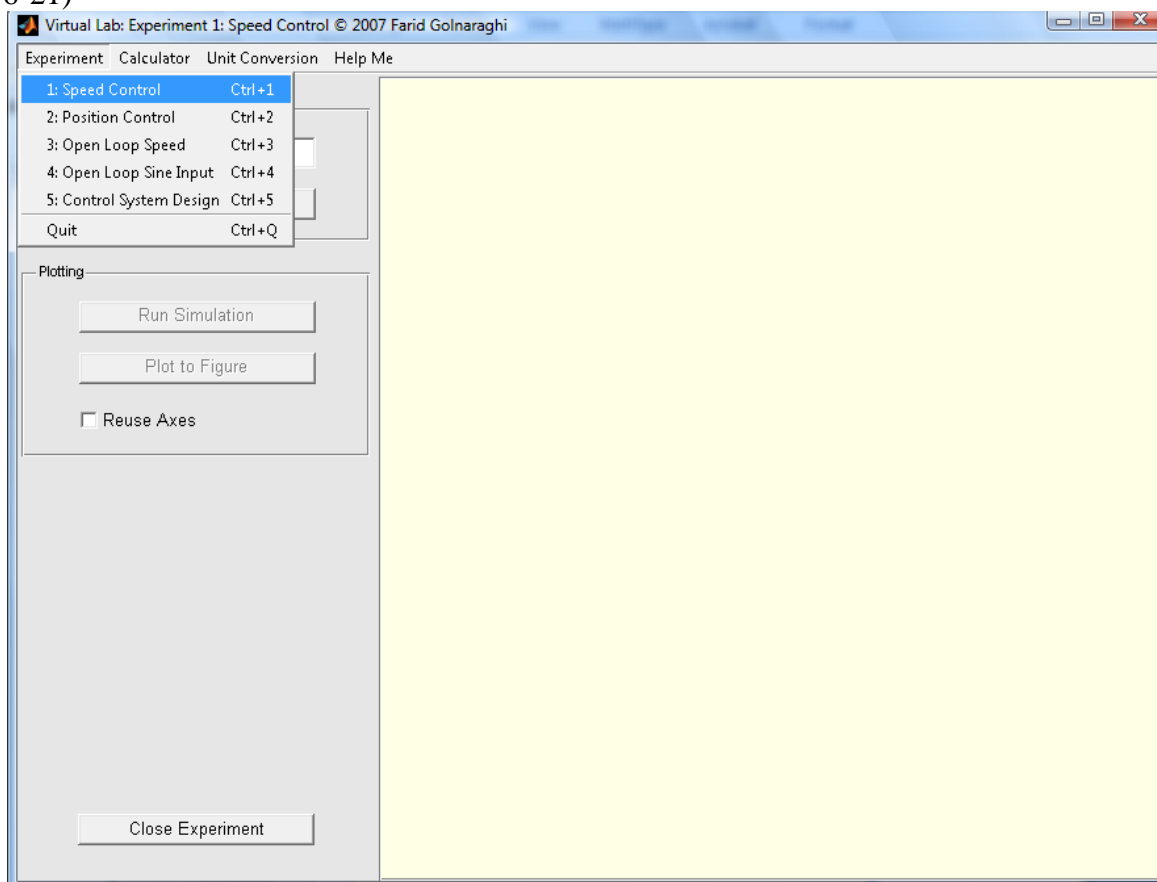 6-21)
Virtual Lab: Experiment 1: Speed Control © 2007 Farid Golnaraghi
Experiment Calculator Unit Conversion Help Me
1: Speed Control Ctrl+1
2: Position Control Ctrl+2
3: Open Loop Speed Ctrl+3
4: Open Loop Sine Input Ctrl+4
5: Control System Design Ctrl+5
Quit Ctrl+Q
Plotting
Run Simulation
Plot to Figure
Reuse Axes
Close Experiment